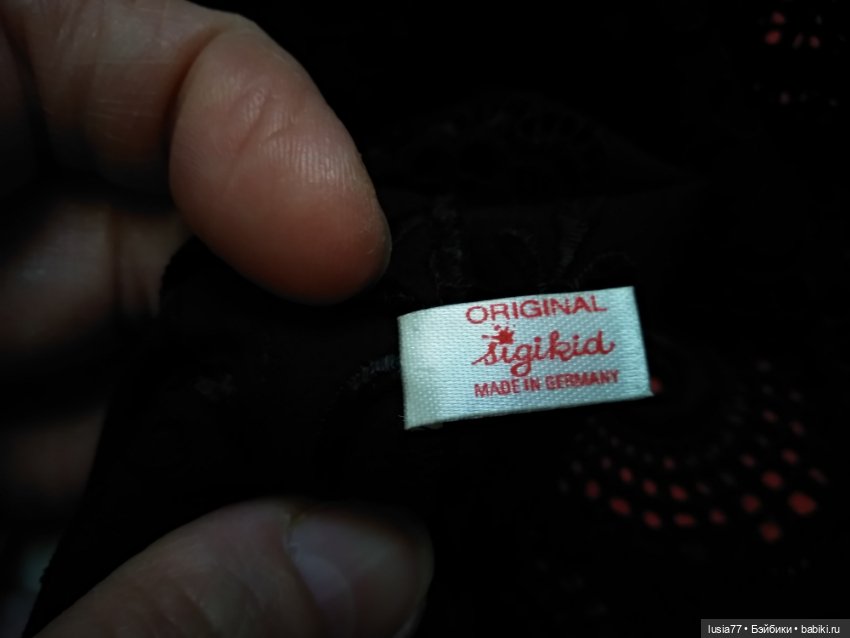 ORIGINAL
sigikid
MADE IN GERMANY
lusia77 • Бэйбики • babiki.ru